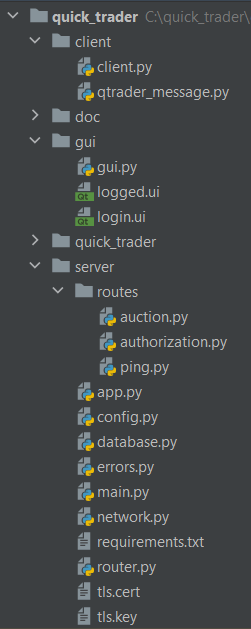 quick_trader C:\quick_trader\
client
client.py
qtrader_message.py
doc
gui
gui.py
Qt logged.ui
Qt login.ui
quick_trader
server
routes
auction.py
authorization.py
ping.py
app.py
config.py
database.py
errors.py
main.py
network.py
requirements.txt
router.py
tls.cert
tls.key